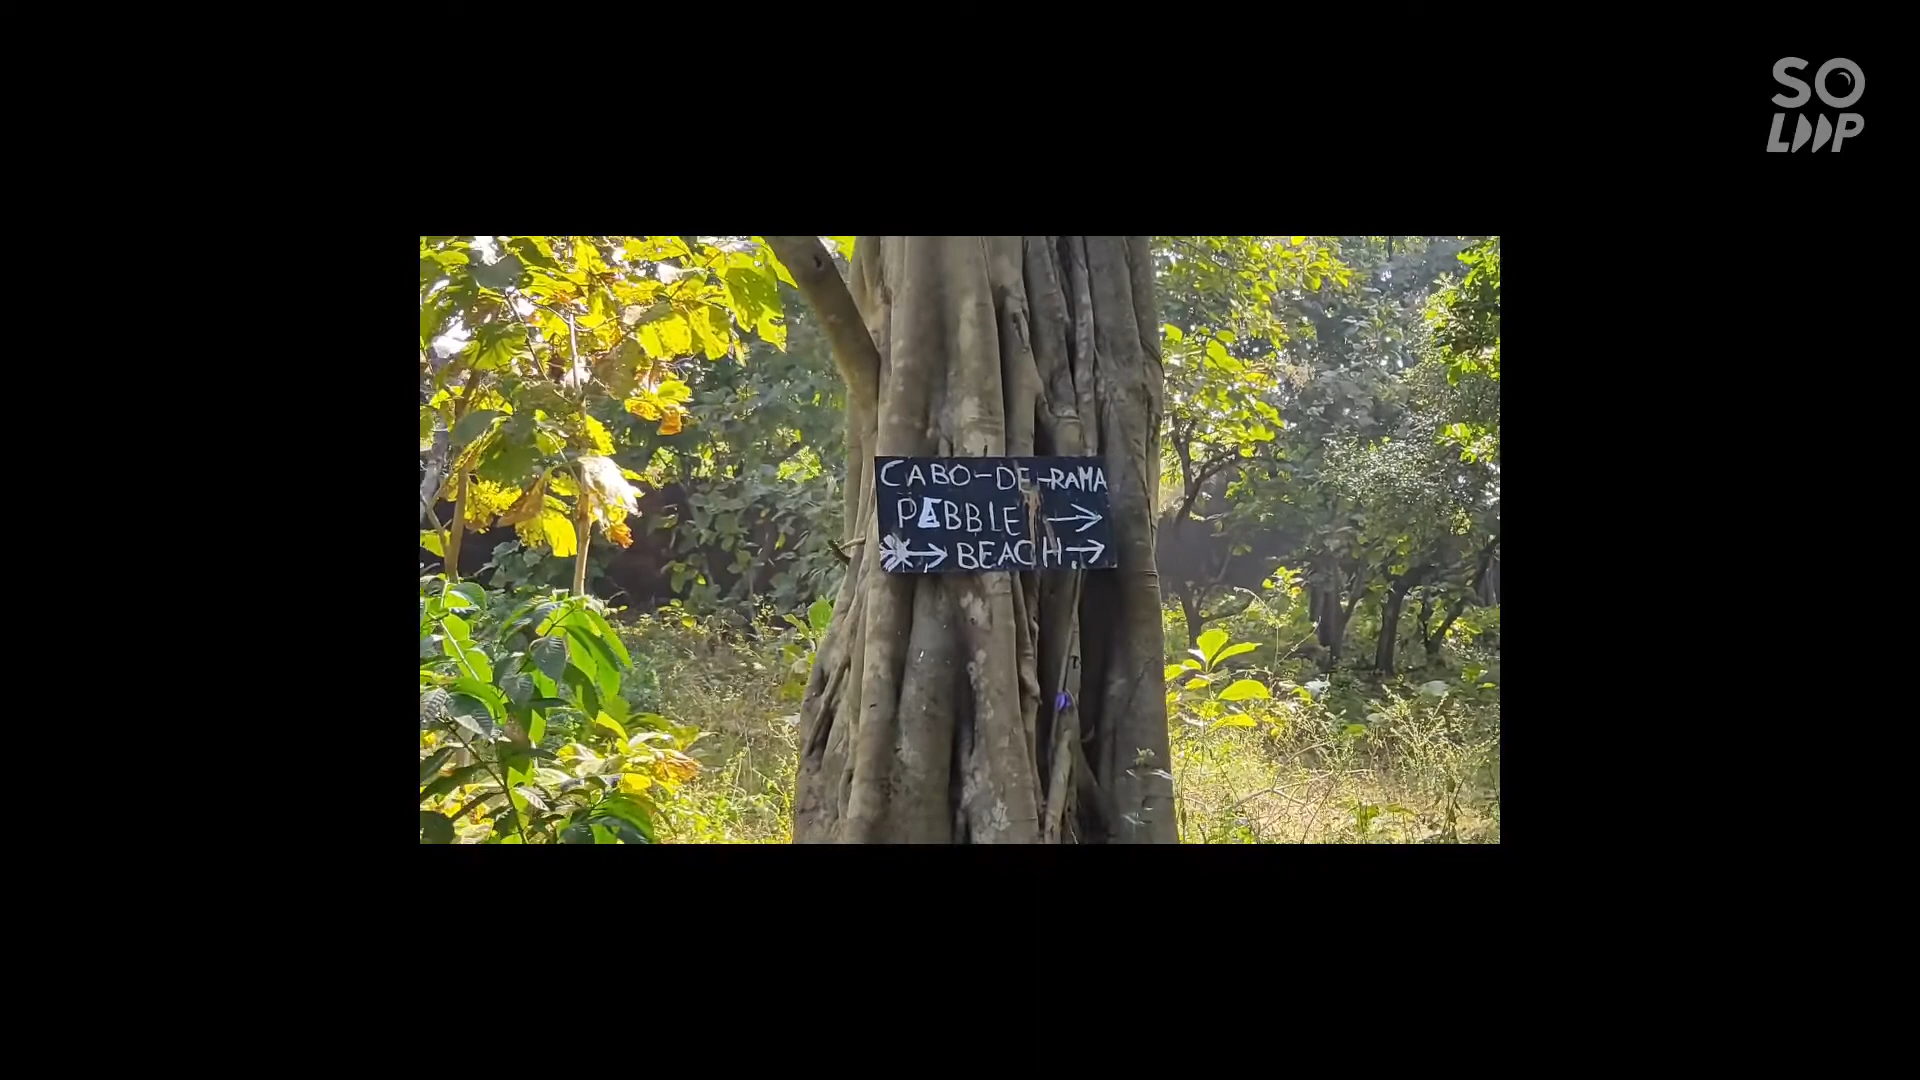 SO
LOOP
CABO-DE-RAMA
PEBBLE →
→ BEACH →